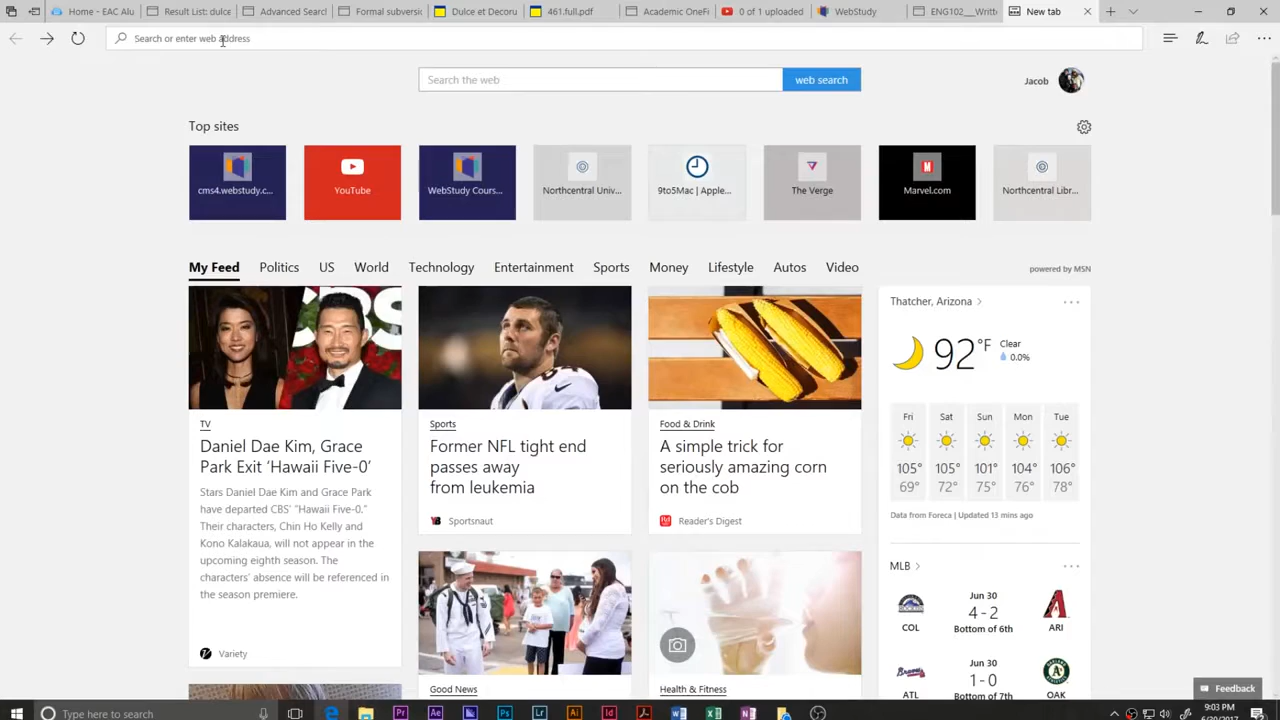 Home - EAC Alu
Result List: dulce
Advanced Search
Formal subversic
Dulce et Decoru
461.full.pdf
Academic OneFi
0 of 1 uploaded
WebStudy
ENG102__Writt
New tab
Search or enter web address
Search the web
web search
Jacob
Top sites
cms4.webstudy.c...
YouTube
WebStudy Cours...
Northcentral Univ...
9to5Mac | Apple...
The Verge
Marvel.com
Northcentral Libr...
My Feed
Politics
US
World
Technology
Entertainment
Sports
Money
Lifestyle
Autos
Video
powered by MSN
TV
Daniel Dae Kim, Grace
Park Exit ‘Hawaii Five-0’
Stars Daniel Dae Kim and Grace Park
have departed CBS' "Hawaii Five-0."
Their characters, Chin Ho Kelly and
Kono Kalakaua, will not appear in the
upcoming eighth season. The
characters' absence will be referenced in
the season premiere.
Variety
Sports
Former NFL tight end
passes away
from leukemia
Sportsnaut
Food & Drink
A simple trick for
seriously amazing corn
on the cob
Reader's Digest
Good News
Health & Fitness
Thatcher, Arizona
92°F
Clear
0.0%
Fri Sat Sun Mon Tue
105° 105° 101° 104° 106°
69° 72° 75° 76° 78°
Data from Foreca | Updated 13 mins ago
MLB
Jun 30
COL 4 - 2 ARI
Bottom of 6th
Jun 30
ATL 1 - 0 OAK
Bottom of 7th
Feedback
Type here to search
9:03 PM